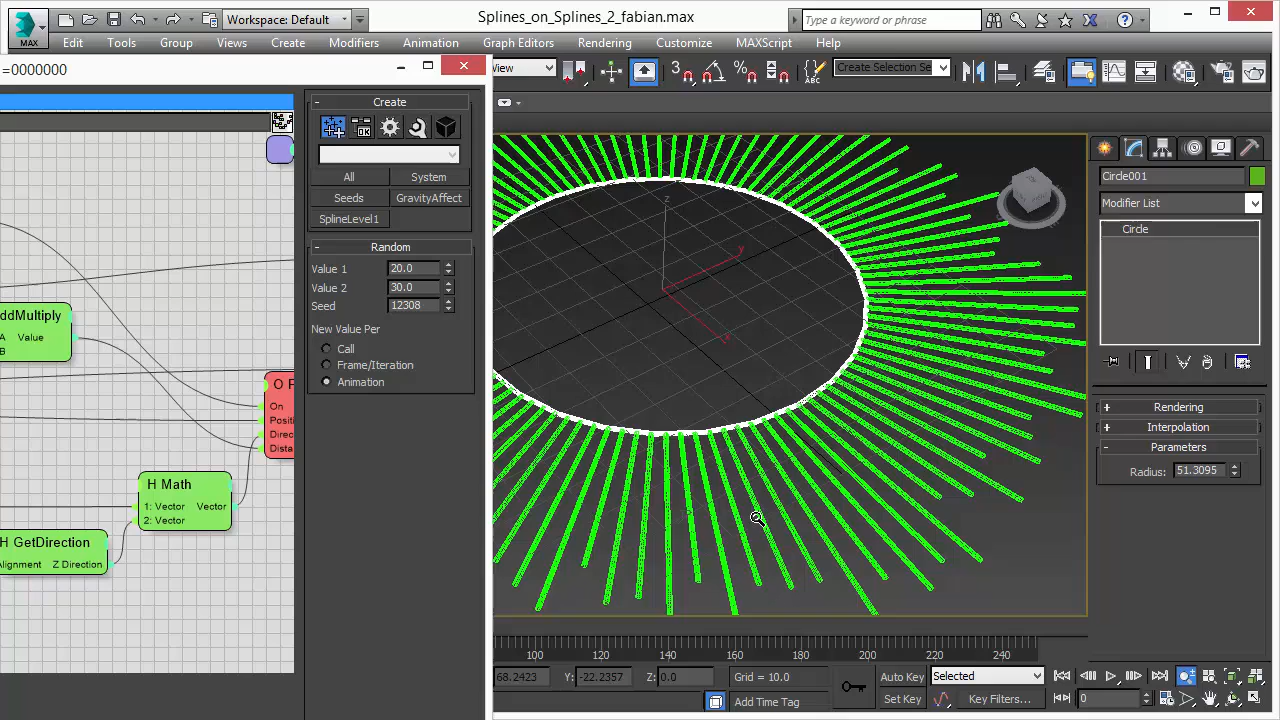 MAX
Workspace: Default
Splines_on_Splines_2_fabian.max
Type a keyword or phrase
Edit Tools Group Views Create Modifiers Animation Graph Editors Rendering Customize MAXScript Help
=0000000
View
3
ABC
Create Selection Se
Create
All System
Seeds GravityAffect
SplineLevel1
Random
Value 1 20.0
Value 2 30.0
Seed 12308
New Value Per
Call
Frame/Iteration
Animation
ddMultiply
A Value
B
O F
On
Positi
Direc
Dista
H Math
1: Vector Vector
2: Vector
H GetDirection
Alignment Z Direction
z
y
x
Circle001
Modifier List
Circle
Rendering
Interpolation
Parameters
Radius: 51.3095
100 120 140 160 180 200 220 240
68.2423 Y: -22.2357 Z: 0.0 Grid = 10.0
Add Time Tag
Auto Key Selected
Set Key Key Filters...
0